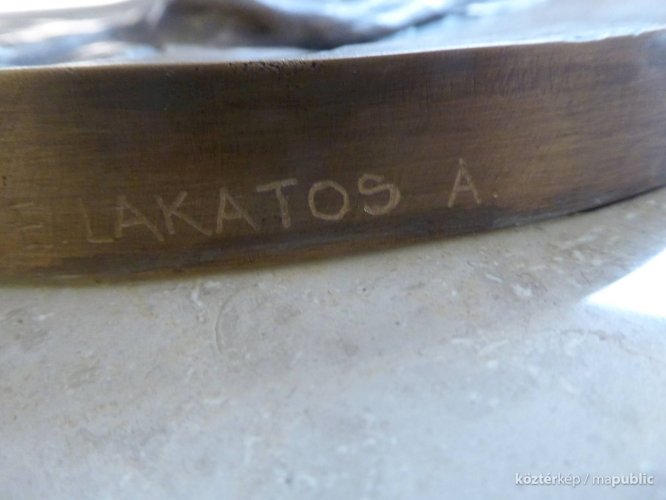 LAKATOS A.
köztérkép / mapublic